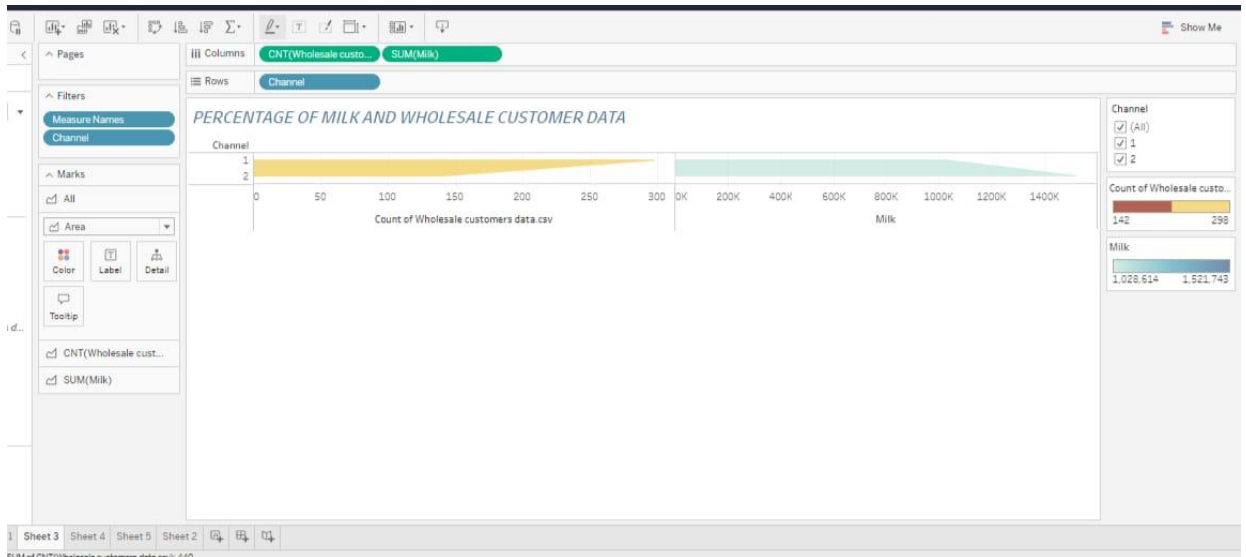 Show Me
Pages
iii Columns
CNT(Wholesale custo...
SUM(Milk)
Rows
Channel
Filters
Measure Names
Channel
PERCENTAGE OF MILK AND WHOLESALE CUSTOMER DATA
Channel
1
2
0 50 100 150 200 250 300 0K 200K 400K 600K 800K 1000K 1200K 1400K
Count of Wholesale customers data.csv
Milk
Marks
All
Area
Color Label Detail
Tooltip
CNT(Wholesale cust...
SUM(Milk)
d...
Channel
(All)
1
2
Count of Wholesale custo...
142 298
Milk
1,028,614 1,521,743
1 Sheet 3 Sheet 4 Sheet 5 Sheet 2